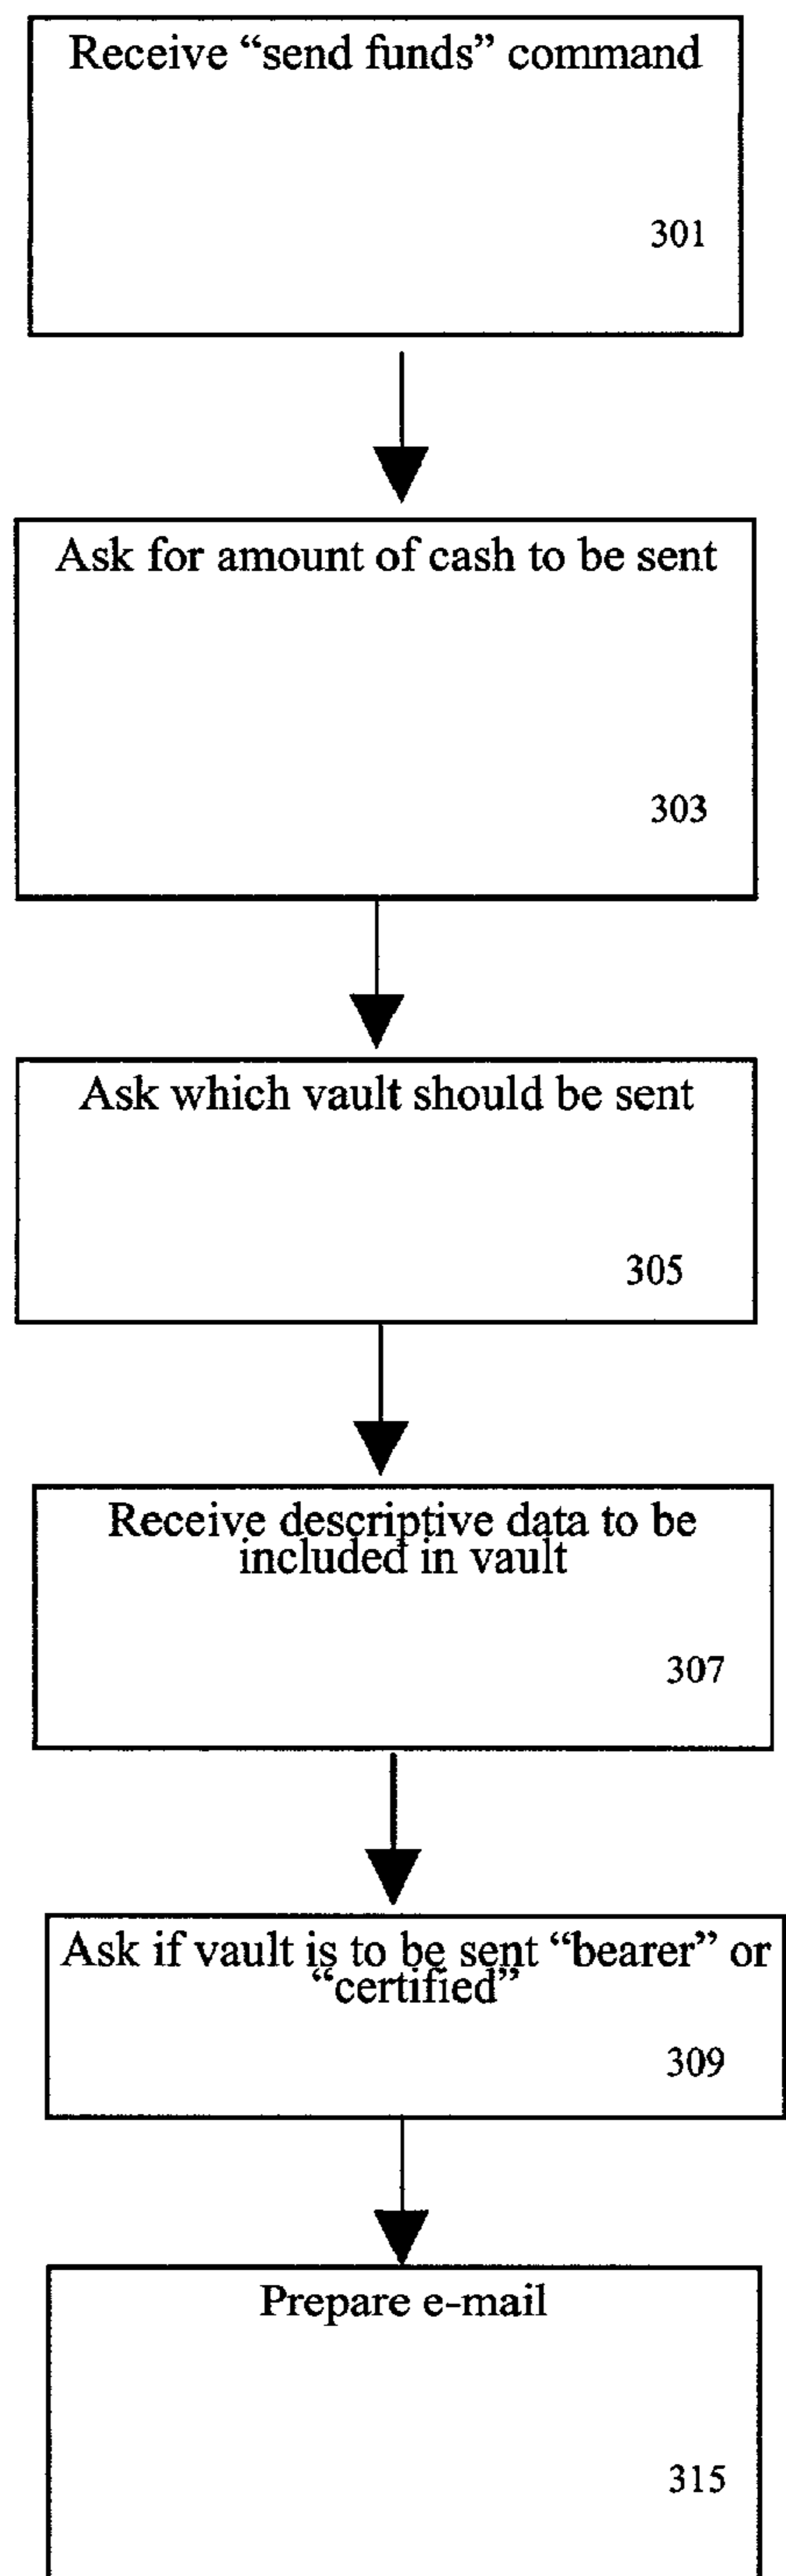 Receive “send funds” command
301
Ask for amount of cash to be sent
303
Ask which vault should be sent
305
Receive descriptive data to be
included in vault
307
Ask if vault is to be sent “bearer” or
“certified”
309
Prepare e-mail
315